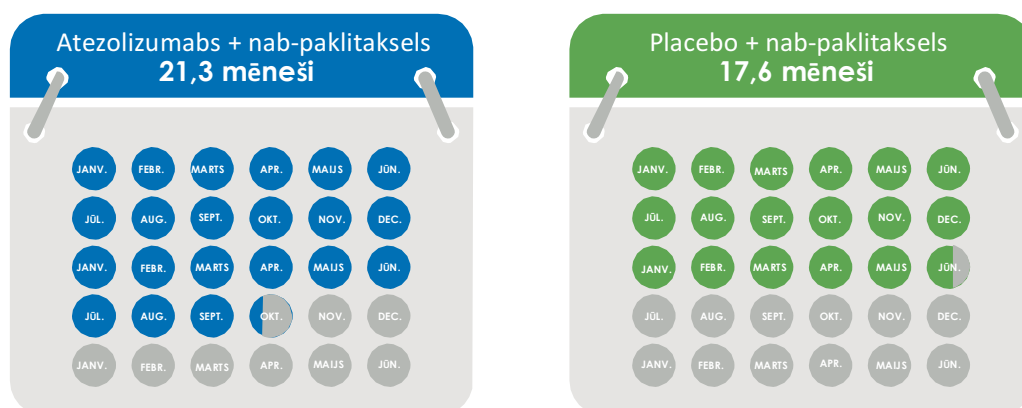 Atezolizumabs + nab-paklitaksels
21,3 mēneši
JANV. FEBR. MARTS APR. MAIJS JŪN.
JŪL. AUG. SEPT. OKT. NOV. DEC.
JANV. FEBR. MARTS APR. MAIJS JŪN.
JŪL. AUG. SEPT. OKT. NOV. DEC.
JANV. FEBR. MARTS APR. MAIJS JŪN.
Placebo + nab-paklitaksels
17,6 mēneši
JANV. FEBR. MARTS APR. MAIJS JŪN.
JŪL. AUG. SEPT. OKT. NOV. DEC.
JANV. FEBR. MARTS APR. MAIJS JŪN.
JŪL. AUG. SEPT. OKT. NOV. DEC.
JANV. FEBR. MARTS APR. MAIJS JŪN.